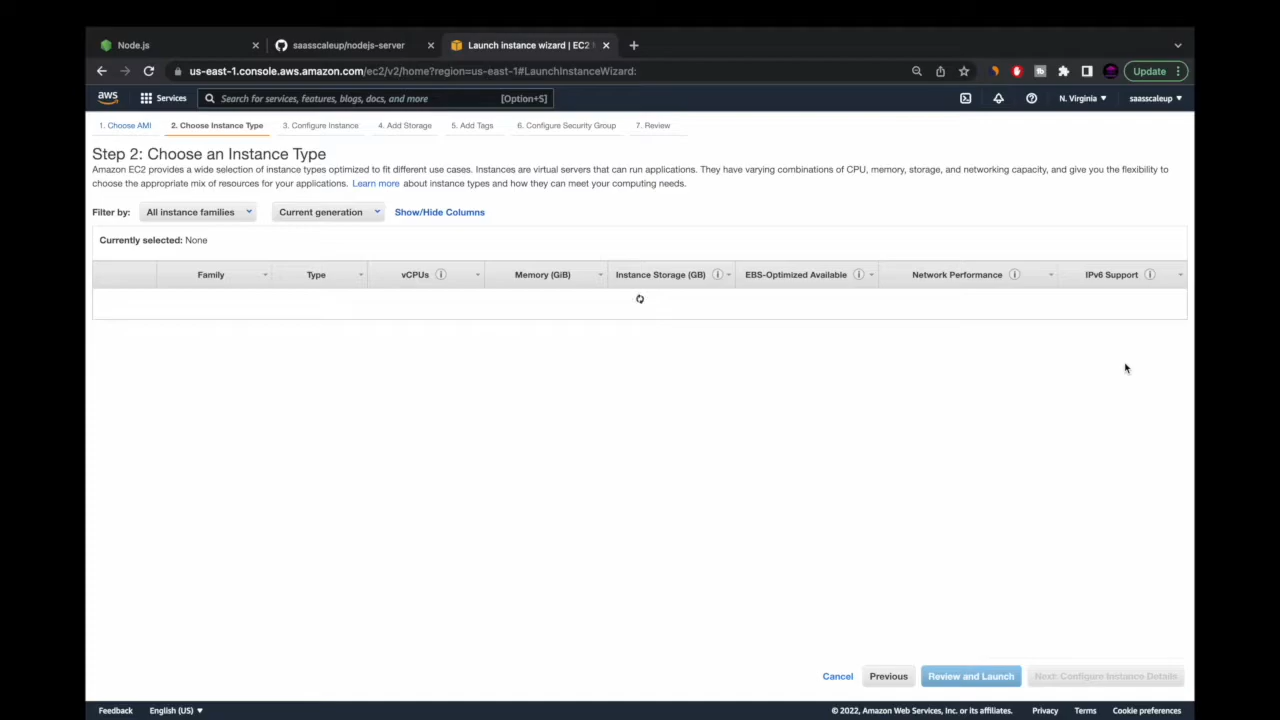 Node.js
saasscaleup/nodejs-server
Launch instance wizard | EC2
us-east-1.console.aws.amazon.com/ec2/v2/home?region=us-east-1#LaunchInstanceWizard:
Update
aws
Services
Search for services, features, blogs, docs, and more
[Option+S]
N. Virginia
saasscaleup
1. Choose AMI
2. Choose Instance Type
3. Configure Instance
4. Add Storage
5. Add Tags
6. Configure Security Group
7. Review
Step 2: Choose an Instance Type
Amazon EC2 provides a wide selection of instance types optimized to fit different use cases. Instances are virtual servers that can run applications. They have varying combinations of CPU, memory, storage, and networking capacity, and give you the flexibility to
choose the appropriate mix of resources for your applications. Learn more about instance types and how they can meet your computing needs.
Filter by:
All instance families
Current generation
Show/Hide Columns
Currently selected: None
Family
Type
vCPUs
Memory (GiB)
Instance Storage (GB)
EBS-Optimized Available
Network Performance
IPv6 Support
Cancel
Previous
Review and Launch
Next: Configure Instance Details
Feedback
English (US)
© 2022, Amazon Web Services, Inc. or its affiliates.
Privacy
Terms
Cookie preferences